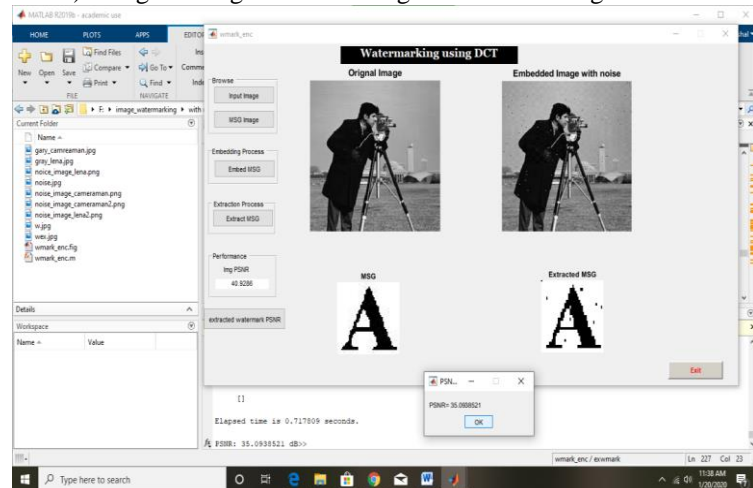 MATLAB R2019b - academic use
HOME PLOTS APPS EDITO
New Open Save
Find Files
Compare
Print
Go To
Find
Comme
Inde
FILE NAVIGATE
F: image_watermarking with
Current Folder
Name
gary_camreaman.jpg
gray_lena.jpg
noice_image_lena.png
noise.jpg
noise_image_cameraman.png
noise_image_cameraman2.png
noise_image_lena2.png
w.jpg
wex.jpg
wmark_enc.fig
wmark_enc.m
Details
Workspace
Name Value
wmark_enc
Watermarking using DCT
Browse
Input Image
MSG Image
Embedding Process
Embed MSG
Extraction Process
Extract MSG
Performance
Img PSNR
40.9286
extracted watermark PSNR
Orignal Image
Embedded Image with noise
MSG
A
Extracted MSG
A
Exit
PSN...
PSNR= 35.0938521
OK
[]
Elapsed time is 0.717809 seconds.
fx PSNR: 35.0938521 dB>>
wmark_enc / exwmark Ln 227 Col 23
Type here to search
11:38 AM
1/20/2020